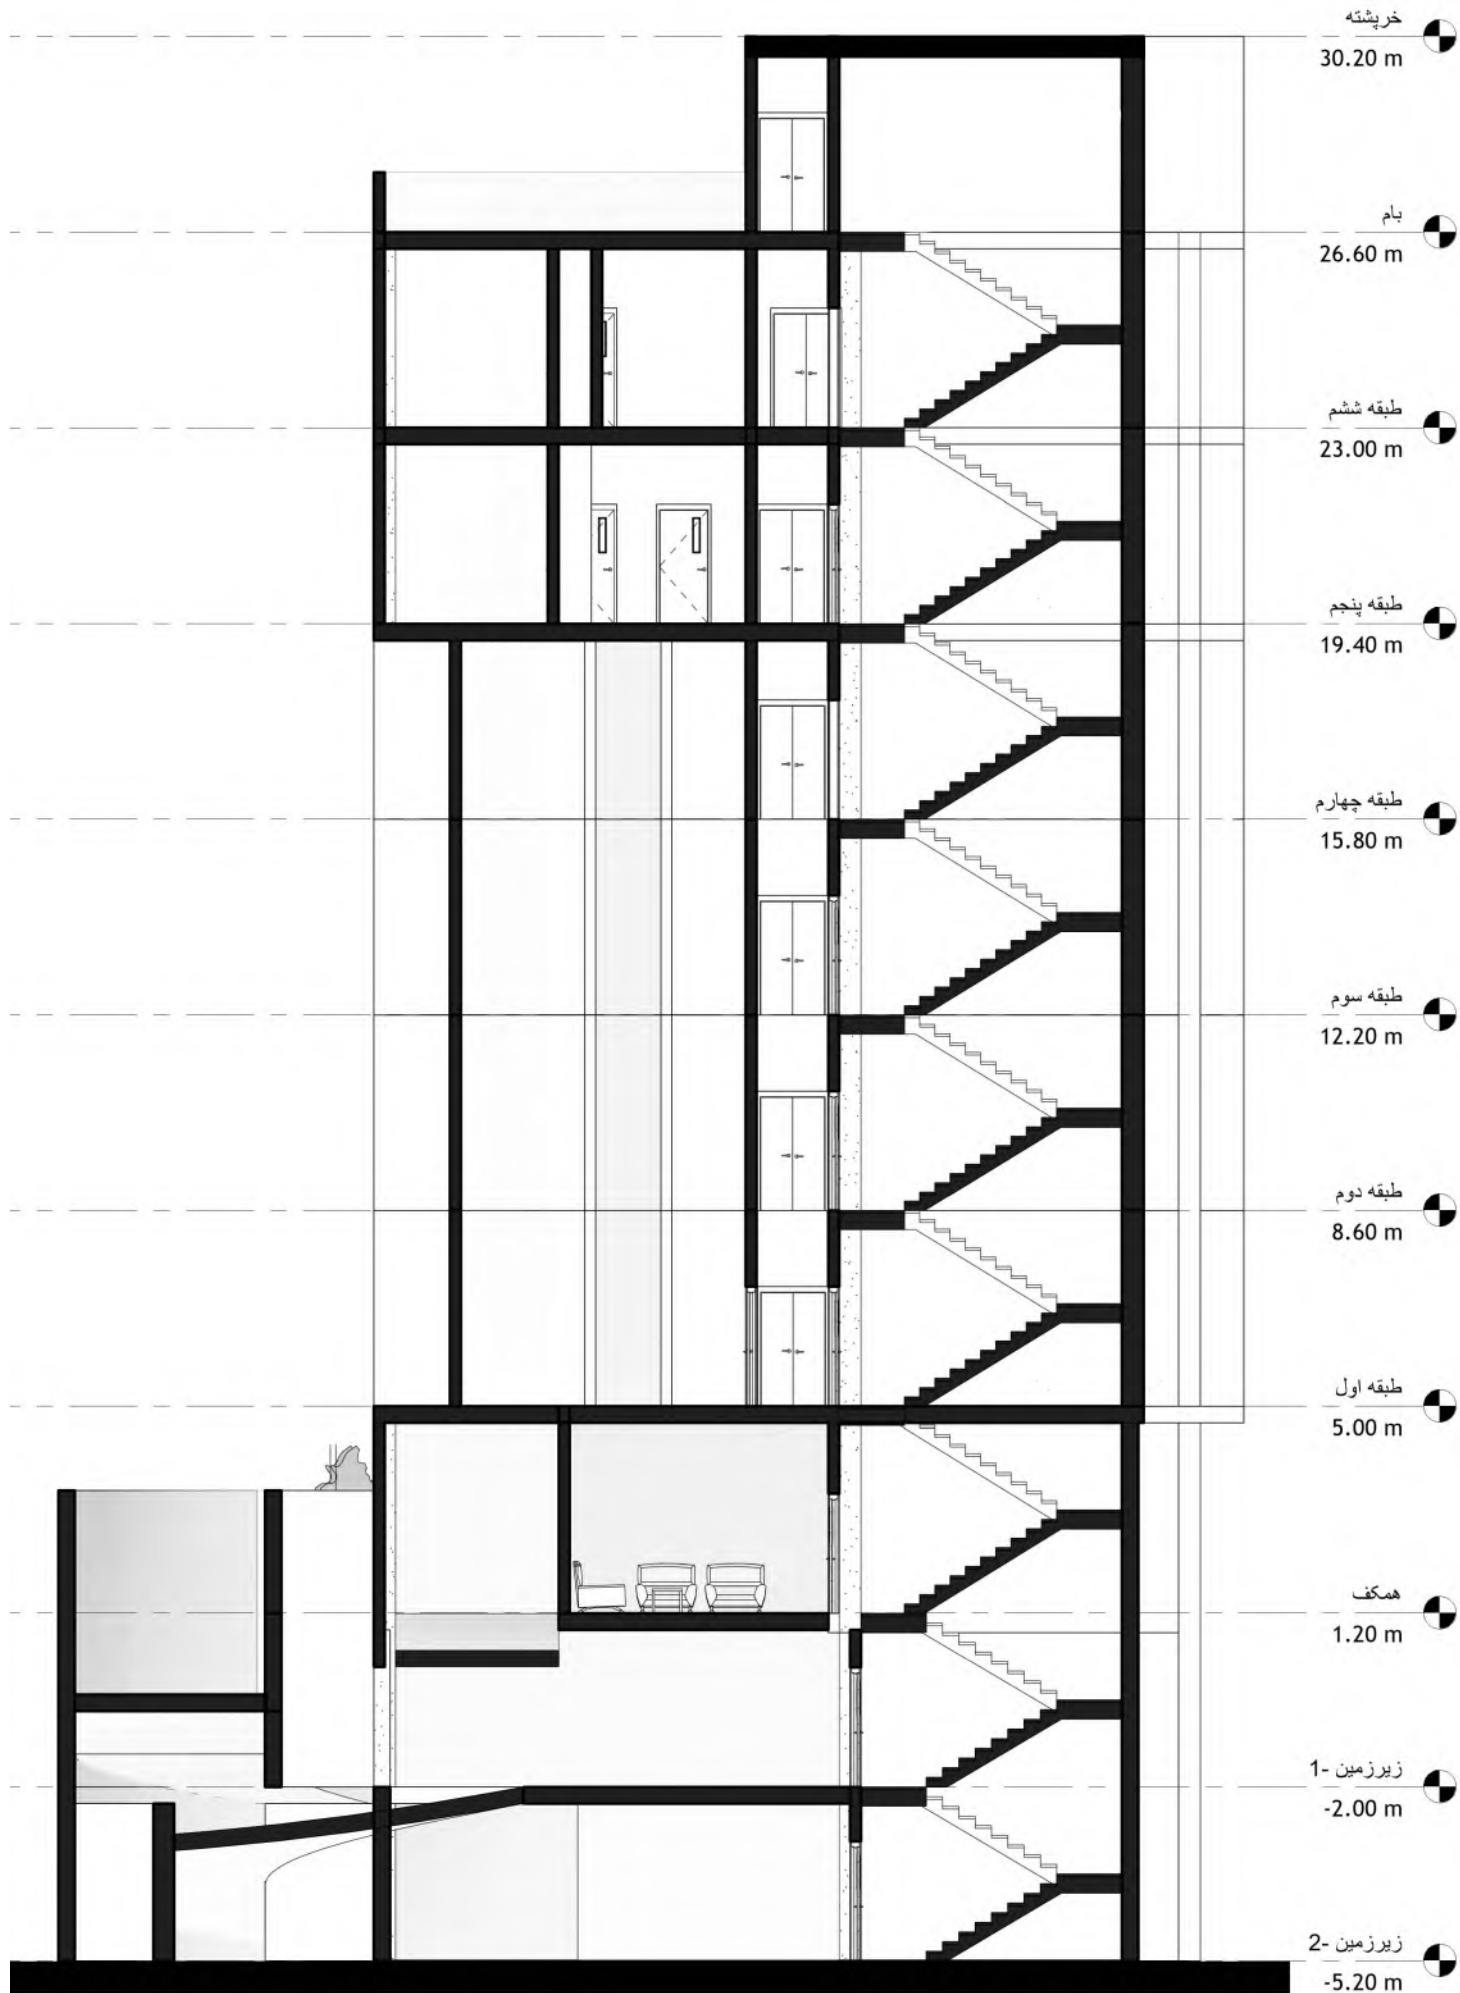 خرپشته
30.20 m
بام
26.60 m
طبقه ششم
23.00 m
طبقه پنجم
19.40 m
طبقه چهارم
15.80 m
طبقه سوم
12.20 m
طبقه دوم
8.60 m
طبقه اول
5.00 m
همکف
1.20 m
زیرزمین -1
-2.00 m
زیرزمین -2
-5.20 m